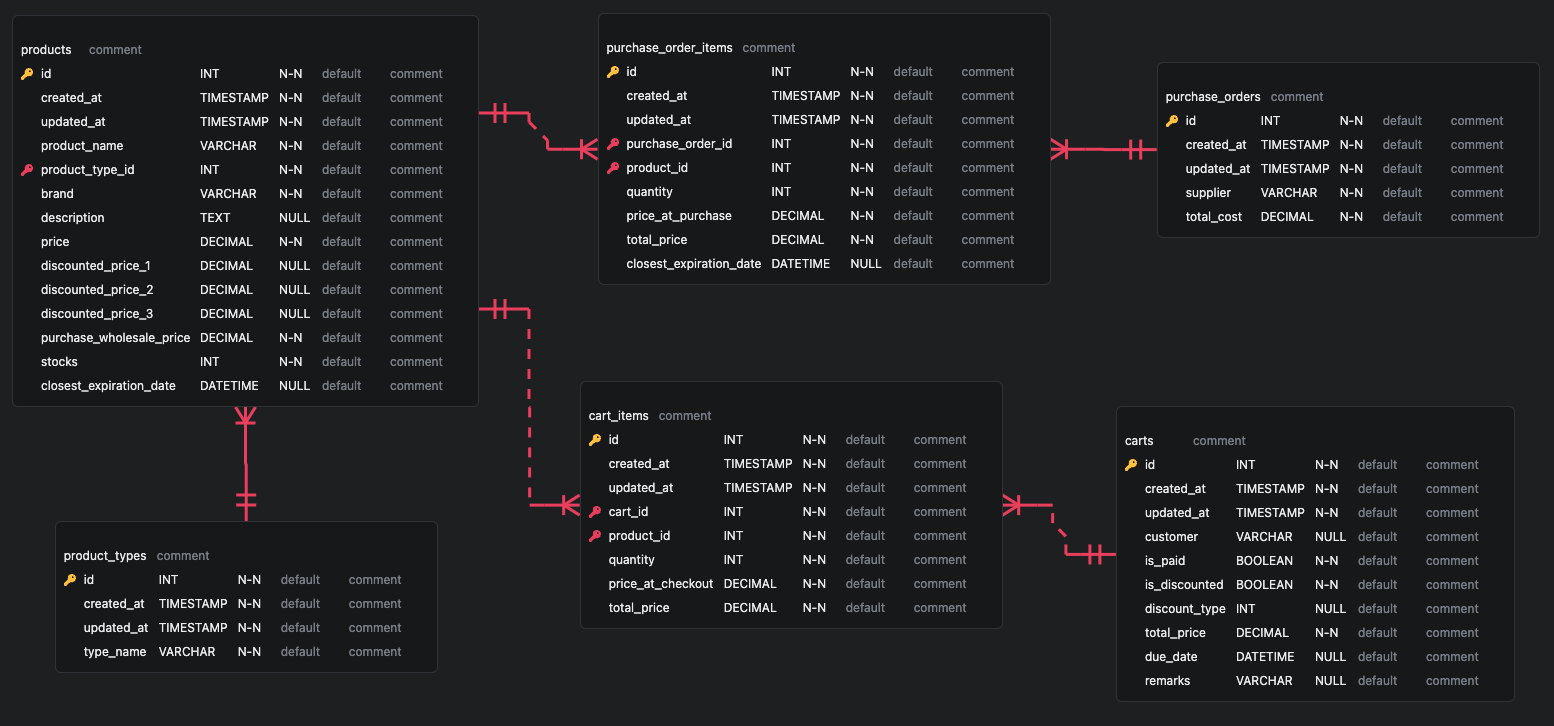 products comment
id INT N-N default comment
created_at TIMESTAMP N-N default comment
updated_at TIMESTAMP N-N default comment
product_name VARCHAR N-N default comment
product_type_id INT N-N default comment
brand VARCHAR N-N default comment
description TEXT NULL default comment
price DECIMAL N-N default comment
discounted_price_1 DECIMAL NULL default comment
discounted_price_2 DECIMAL NULL default comment
discounted_price_3 DECIMAL NULL default comment
purchase_wholesale_price DECIMAL N-N default comment
stocks INT N-N default comment
closest_expiration_date DATETIME NULL default comment
purchase_order_items comment
id INT N-N default comment
created_at TIMESTAMP N-N default comment
updated_at TIMESTAMP N-N default comment
purchase_order_id INT N-N default comment
product_id INT N-N default comment
quantity INT N-N default comment
price_at_purchase DECIMAL N-N default comment
total_price DECIMAL N-N default comment
closest_expiration_date DATETIME NULL default comment
purchase_orders comment
id INT N-N default comment
created_at TIMESTAMP N-N default comment
updated_at TIMESTAMP N-N default comment
supplier VARCHAR N-N default comment
total_cost DECIMAL N-N default comment
product_types comment
id INT N-N default comment
created_at TIMESTAMP N-N default comment
updated_at TIMESTAMP N-N default comment
type_name VARCHAR N-N default comment
cart_items comment
id INT N-N default comment
created_at TIMESTAMP N-N default comment
updated_at TIMESTAMP N-N default comment
cart_id INT N-N default comment
product_id INT N-N default comment
quantity INT N-N default comment
price_at_checkout DECIMAL N-N default comment
total_price DECIMAL N-N default comment
carts comment
id INT N-N default comment
created_at TIMESTAMP N-N default comment
updated_at TIMESTAMP N-N default comment
customer VARCHAR NULL default comment
is_paid BOOLEAN N-N default comment
is_discounted BOOLEAN N-N default comment
discount_type INT NULL default comment
total_price DECIMAL N-N default comment
due_date DATETIME NULL default comment
remarks VARCHAR NULL default comment